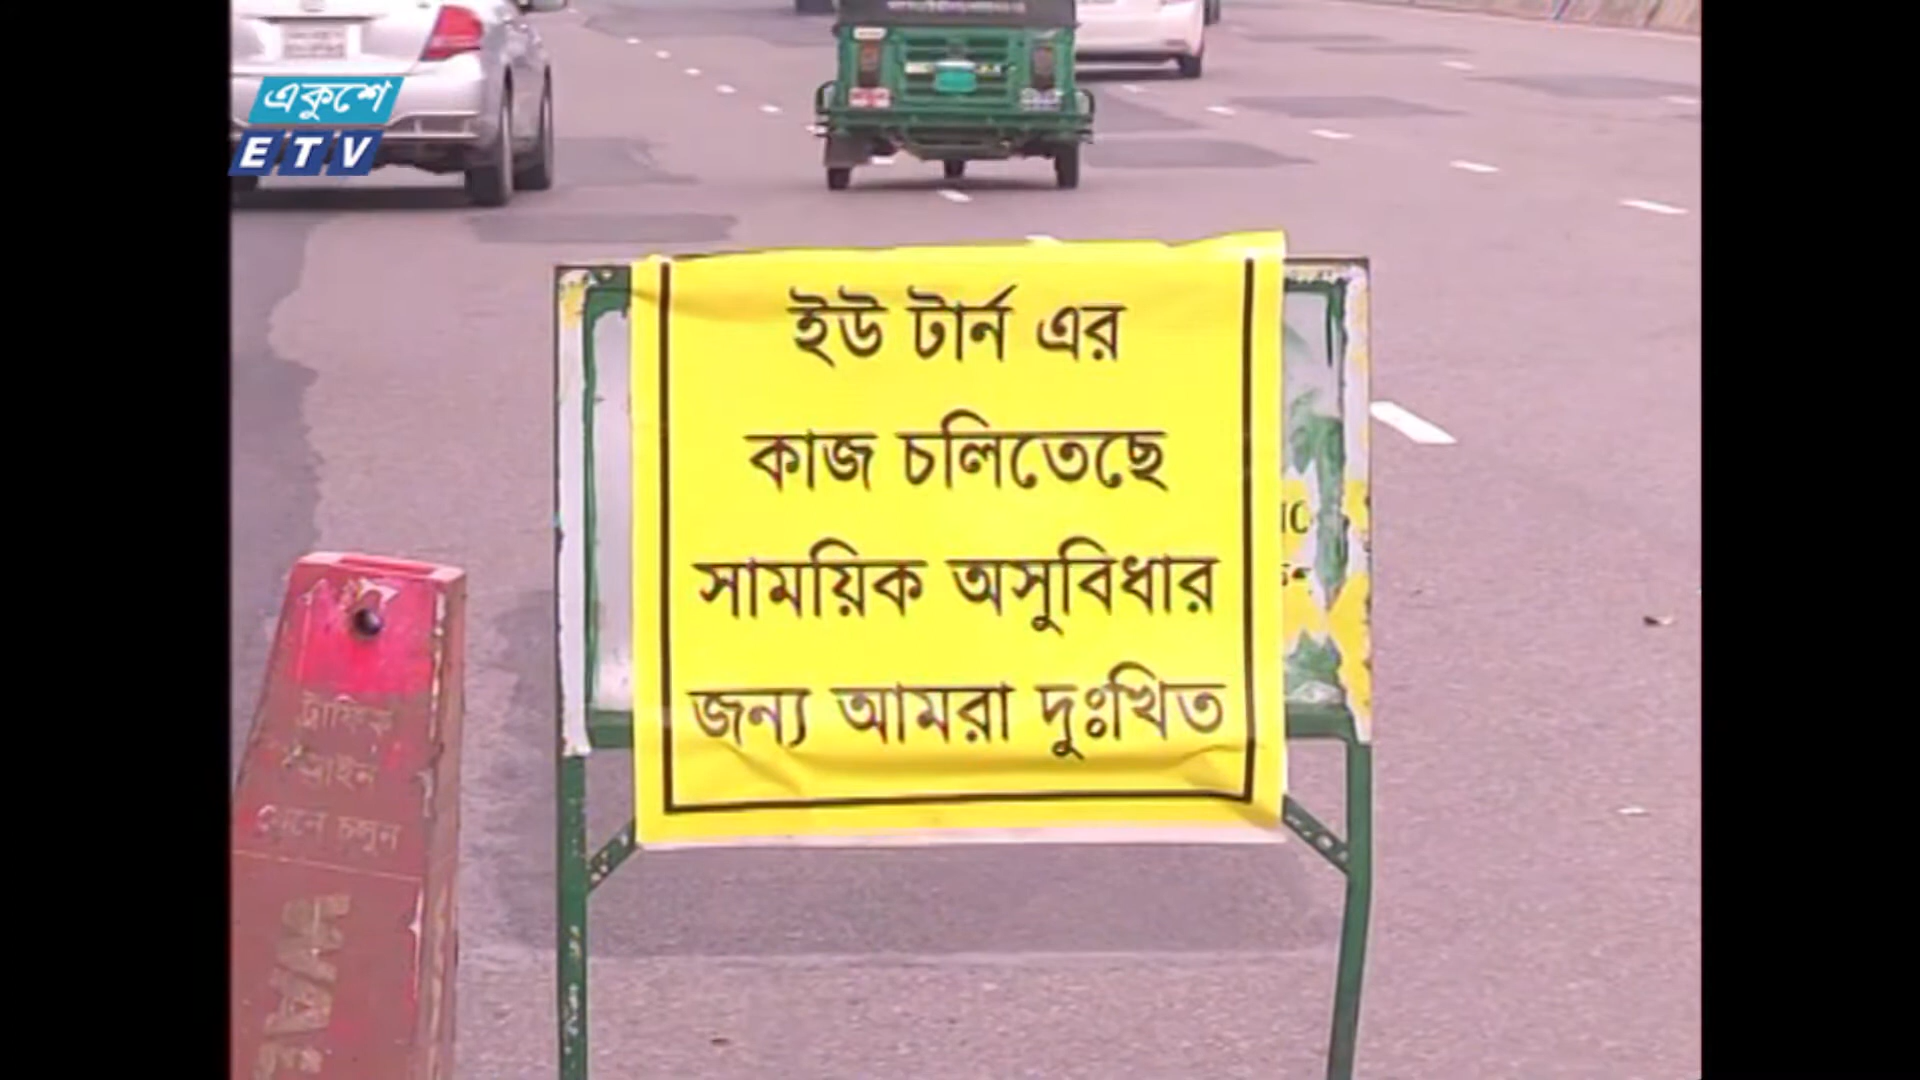 একুশে
ETV
ইউ টার্ন এর
কাজ চলিতেছে
সাময়িক অসুবিধার
জন্য আমরা দুঃখিত
ট্রাফিক
আইন
মেনে চলুন